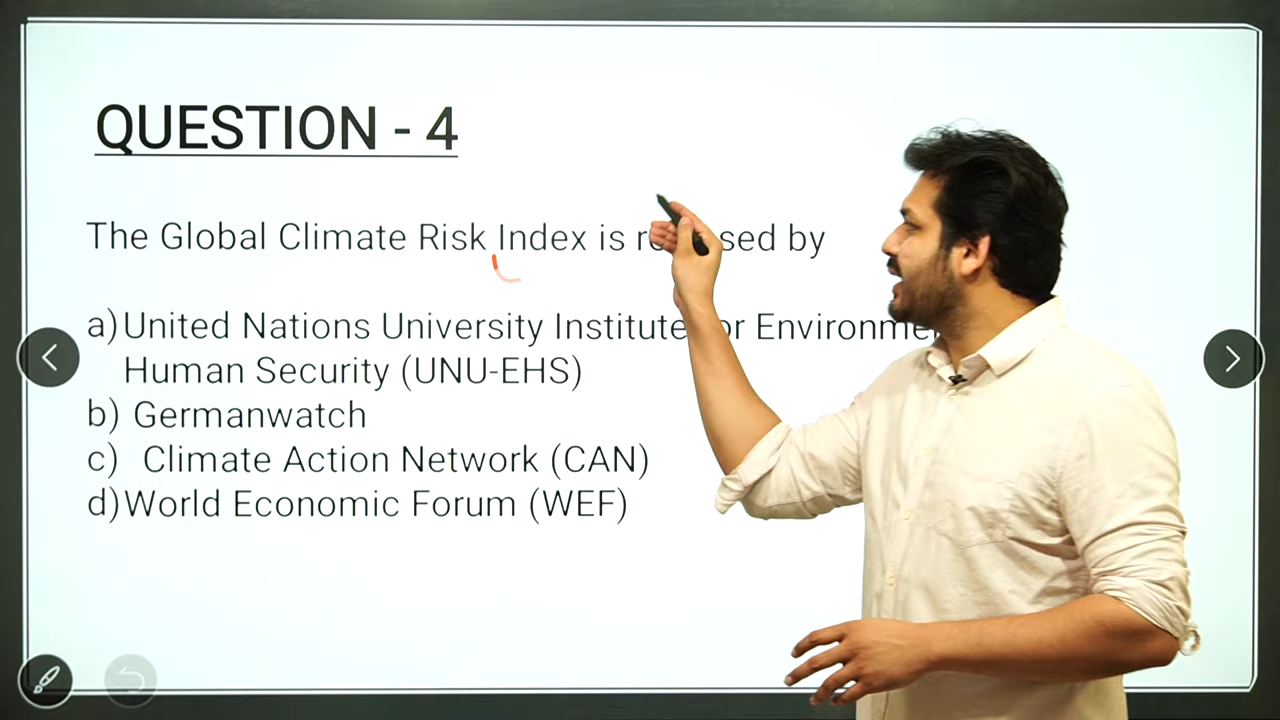 QUESTION - 4
The Global Climate Risk Index is by
a) United Nations University Institute
Human Security (UNU-EHS)
b) Germanwatch
c) Climate Action Network (CAN)
d) World Economic Forum (WEF)